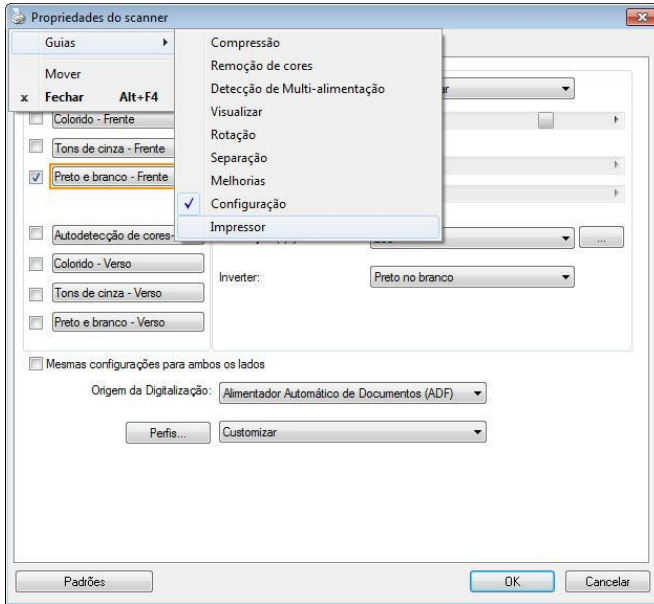 Propriedades do scanner
Guias
Mover
x Fechar Alt+F4
Compressão
Remoção de cores
Detecção de Multi-alimentação
Visualizar
Rotação
Separação
Melhorias
Configuração
Impressor
Colorido - Frente
Tons de cinza - Frente
Preto e branco - Frente
Autodetecção de cores-
Colorido - Verso
Tons de cinza - Verso
Preto e branco - Verso
...
Inverter: Preto no branco
Mesmas configurações para ambos os lados
Origem da Digitalização: Alimentador Automático de Documentos (ADF)
Perfis... Customizar
Padrões OK Cancelar